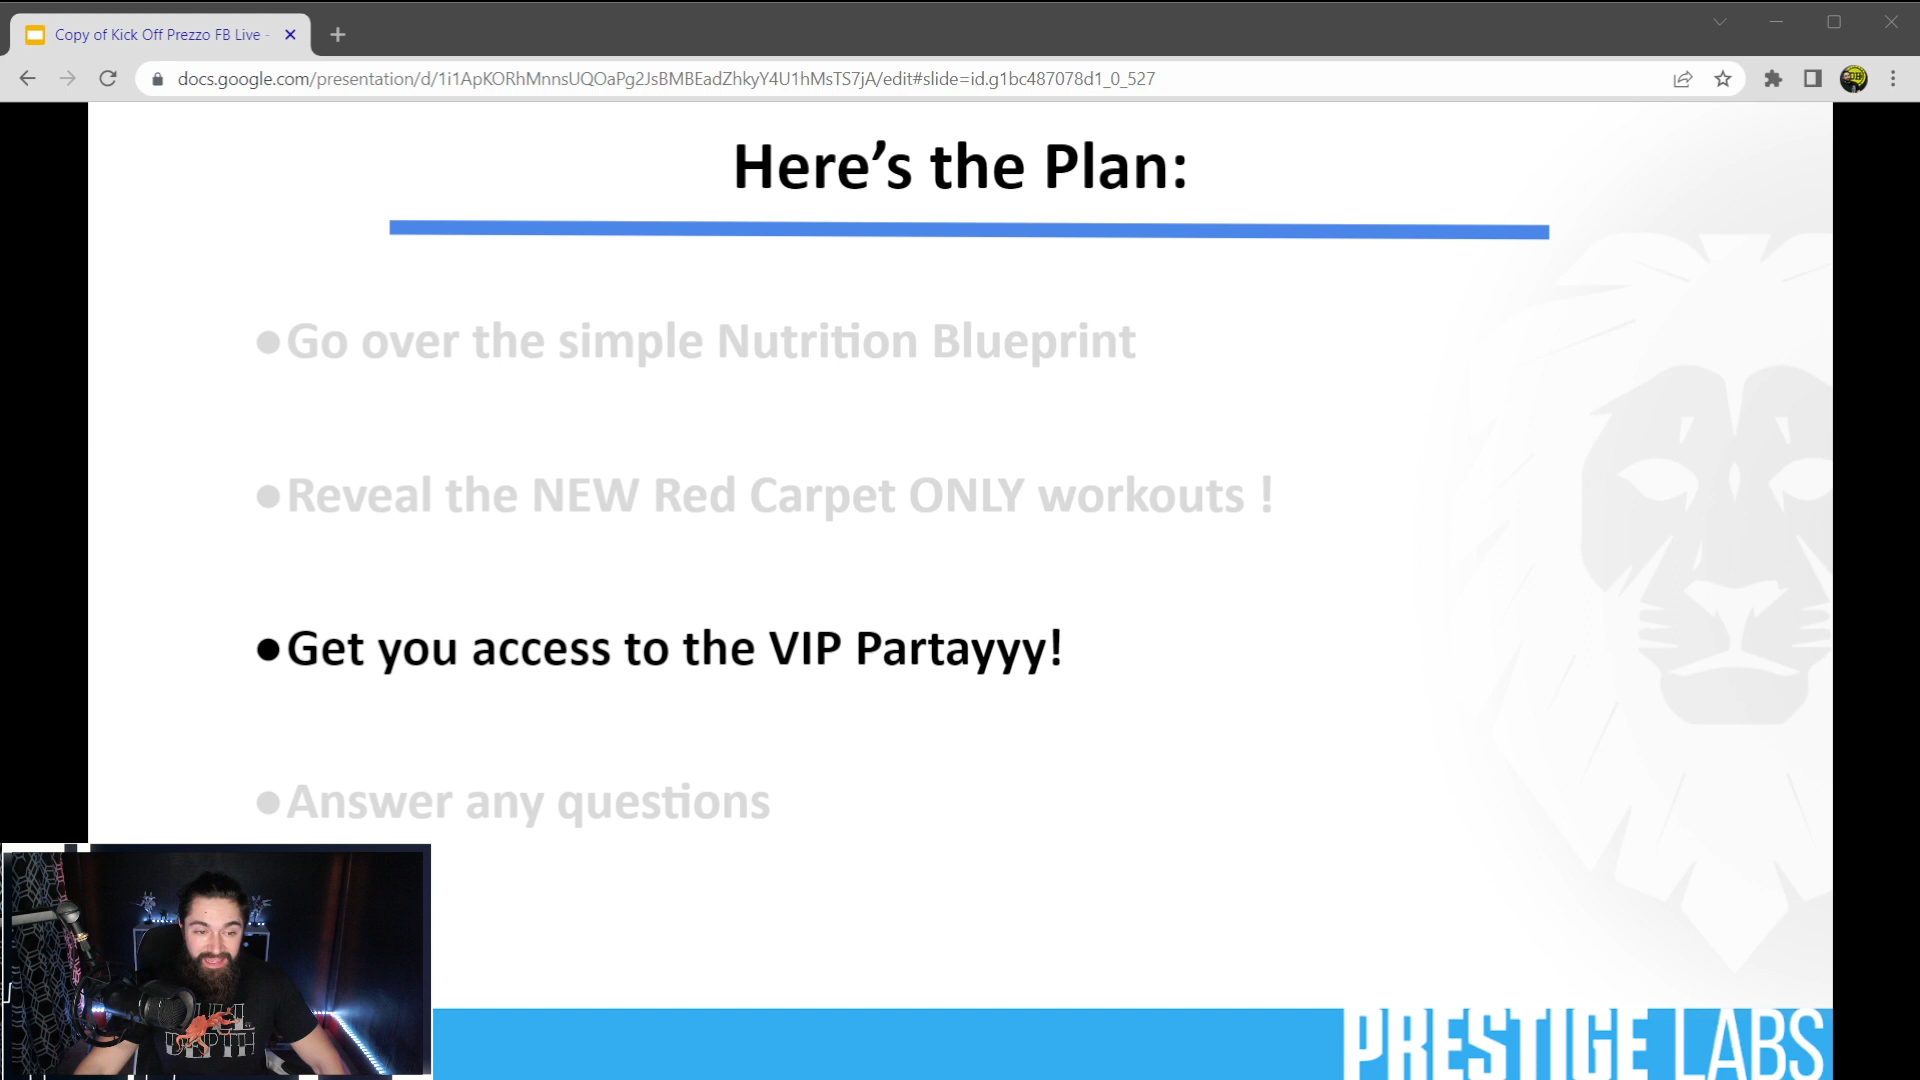 Copy of Kick Off Prezzo FB Live -
docs.google.com/presentation/d/1i1ApKORhMnnsUQOaPg2JsBMBEadZhkyY4U1hMsTS7jA/edit#slide=id.g1bc487078d1_0_527
Here’s the Plan:
●Go over the simple Nutrition Blueprint
●Reveal the NEW Red Carpet ONLY workouts !
●Get you access to the VIP Partayyy!
●Answer any questions
DEPTH
PRESTIGE LABS